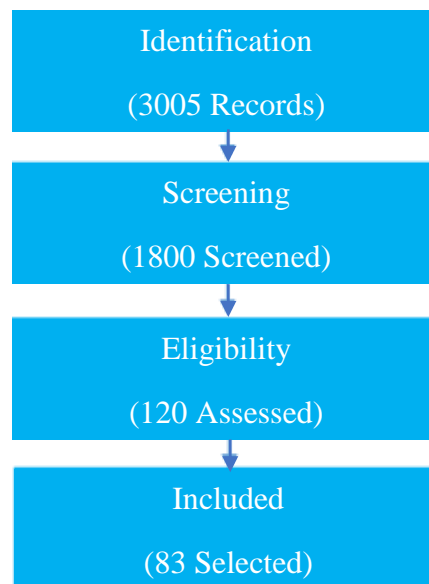 Identification
(3005 Records)
Screening
(1800 Screened)
Eligibility
(120 Assessed)
Included
(83 Selected)